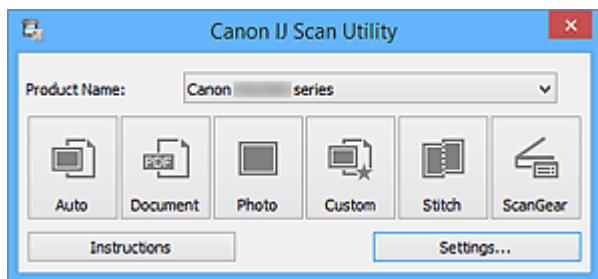 Canon IJ Scan Utility
Product Name: Canon series
PDF
Auto Document Photo Custom Stitch ScanGear
Instructions Settings...